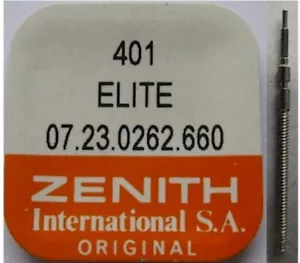 401
ELITE
07.23.0262.660
ZENITH
International S.A.
ORIGINAL